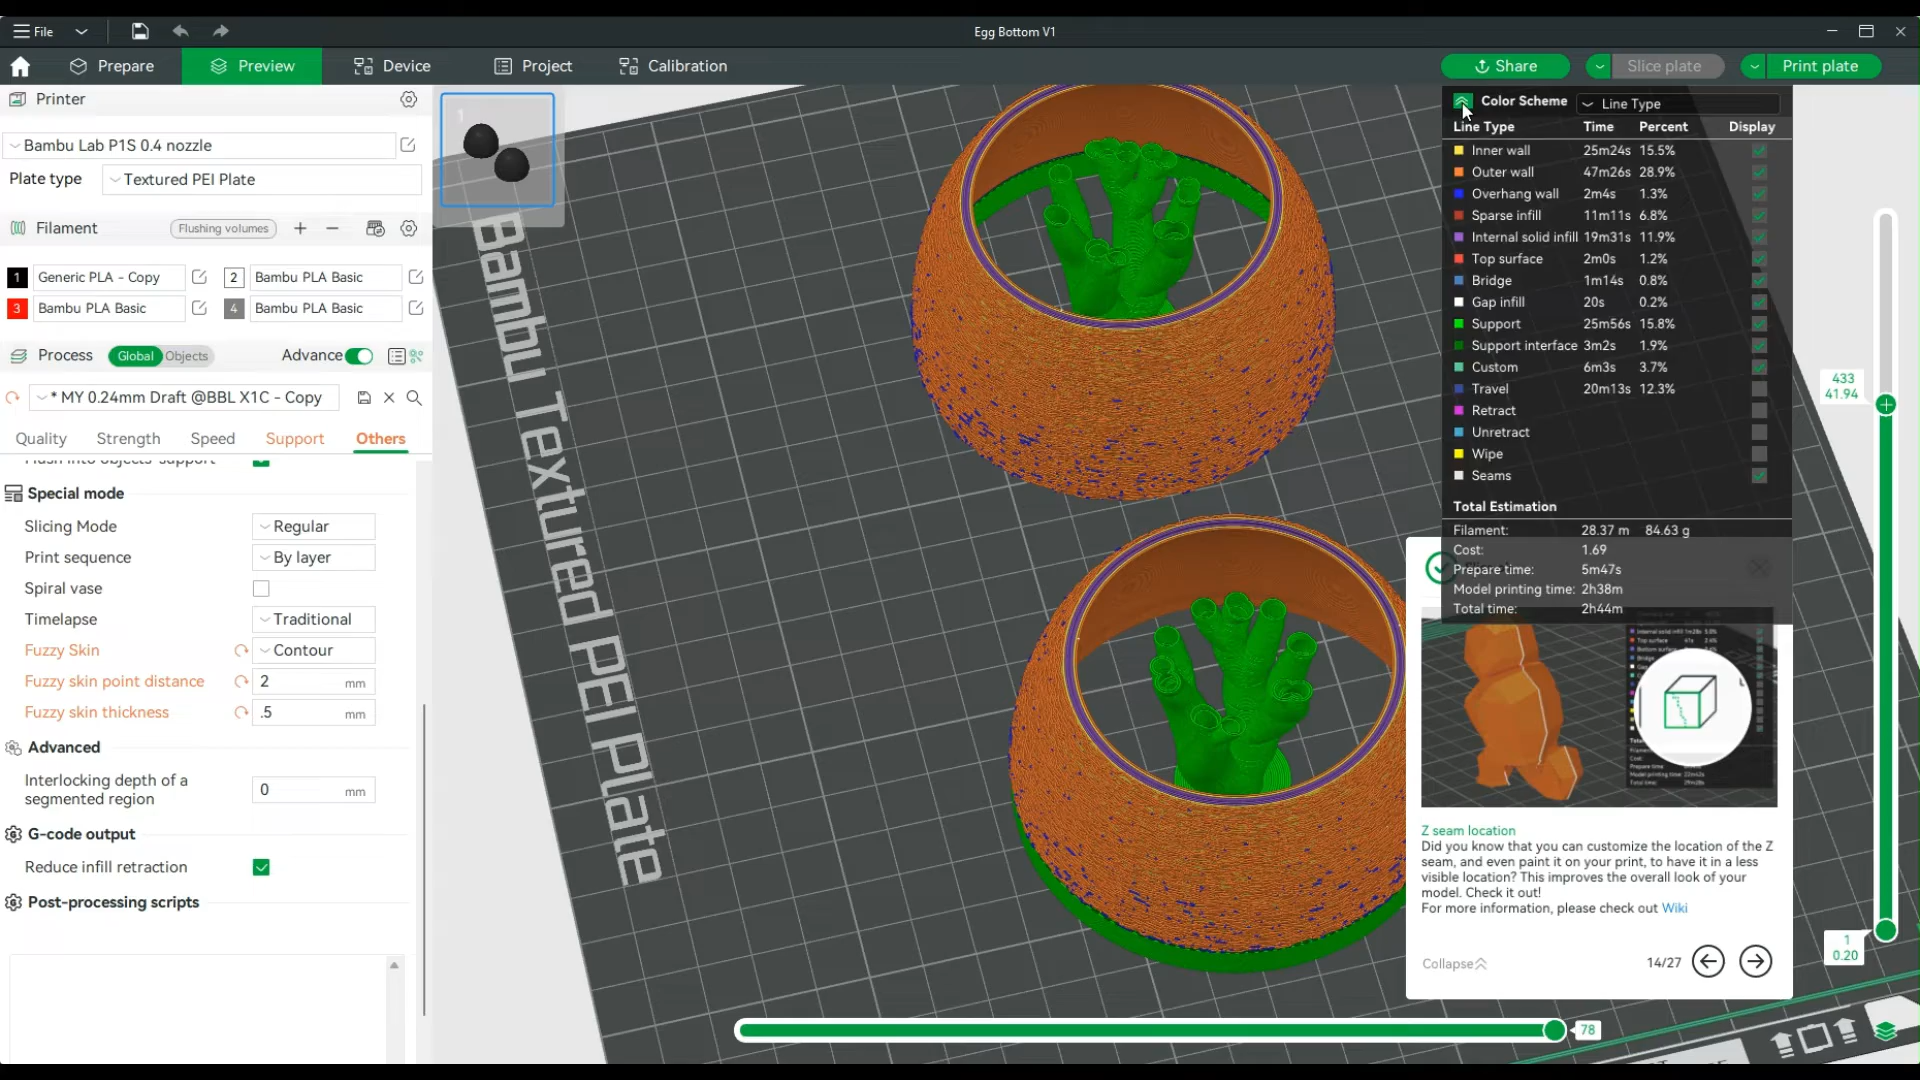 File
Egg Bottom V1
Prepare
Preview
Device
Project
Calibration
Share
Slice plate
Print plate
Printer
Bambu Lab P1S 0.4 nozzle
Plate type
Textured PEI Plate
Filament
Flushing volumes
1 Generic PLA - Copy
2 Bambu PLA Basic
3 Bambu PLA Basic
4 Bambu PLA Basic
Process
Global
Objects
Advance
* MY 0.24mm Draft @BBL X1C - Copy
Quality
Strength
Speed
Support
Others
Special mode
Slicing Mode
Regular
Print sequence
By layer
Spiral vase
Timelapse
Traditional
Fuzzy Skin
Contour
Fuzzy skin point distance
2 mm
Fuzzy skin thickness
.5 mm
Advanced
Interlocking depth of a
segmented region
0 mm
G-code output
Reduce infill retraction
Post-processing scripts
1
Bambu Textured PEI Plate
Color Scheme
Line Type
Line Type Time Percent Display
Inner wall 25m24s 15.5%
Outer wall 47m26s 28.9%
Overhang wall 2m4s 1.3%
Sparse infill 11m11s 6.8%
Internal solid infill 19m31s 11.9%
Top surface 2m0s 1.2%
Bridge 1m14s 0.8%
Gap infill 20s 0.2%
Support 25m56s 15.8%
Support interface 3m2s 1.9%
Custom 6m3s 3.7%
Travel 20m13s 12.3%
Retract
Unretract
Wipe
Seams
Total Estimation
Filament: 28.37 m 84.63 g
Cost: 1.69
Prepare time: 5m47s
Model printing time: 2h38m
Total time: 2h44m
Z seam location
Did you know that you can customize the location of the Z
seam, and even paint it on your print, to have it in a less
visible location? This improves the overall look of your
model. Check it out!
For more information, please check out Wiki
Collapse
14/27
433
41.94
1
0.20
78